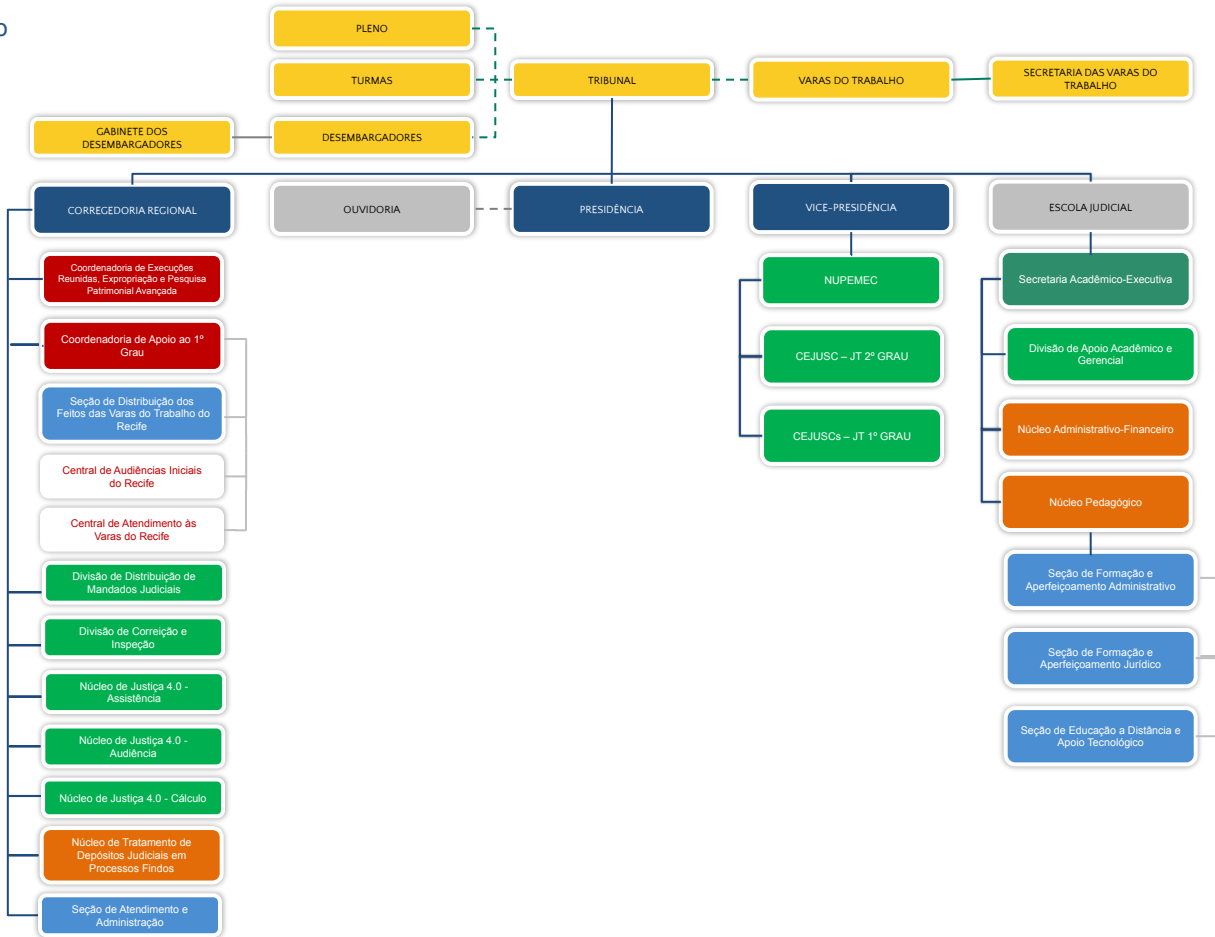 o
PLENO
TURMAS
TRIBUNAL
VARAS DO TRABALHO
SECRETARIA DAS VARAS DO
TRABALHO
GABINETE DOS
DESEMBARGADORES
DESEMBARGADORES
CORREGEDORIA REGIONAL
OUVIDORIA
PRESIDÊNCIA
VICE-PRESIDÊNCIA
ESCOLA JUDICIAL
Coordenadoria de Execuções
Reunidas, Expropriação e Pesquisa
Patrimonial Avançada
Coordenadoria de Apoio ao 1º
Grau
Seção de Distribuição dos
Feitos das Varas do Trabalho do
Recife
Central de Audiências Iniciais
do Recife
Central de Atendimento às
Varas do Recife
Divisão de Distribuição de
Mandados Judiciais
Divisão de Correição e
Inspeção
Núcleo de Justiça 4.0 -
Assistência
Núcleo de Justiça 4.0 -
Audiência
Núcleo de Justiça 4.0 - Cálculo
Núcleo de Tratamento de
Depósitos Judiciais em
Processos Findos
Seção de Atendimento e
Administração
NUPEMEC
CEJUSC – JT 2º GRAU
CEJUSCs – JT 1º GRAU
Secretaria Acadêmico-Executiva
Divisão de Apoio Acadêmico e
Gerencial
Núcleo Administrativo-Financeiro
Núcleo Pedagógico
Seção de Formação e
Aperfeiçoamento Administrativo
Seção de Formação e
Aperfeiçoamento Jurídico
Seção de Educação a Distância e
Apoio Tecnológico